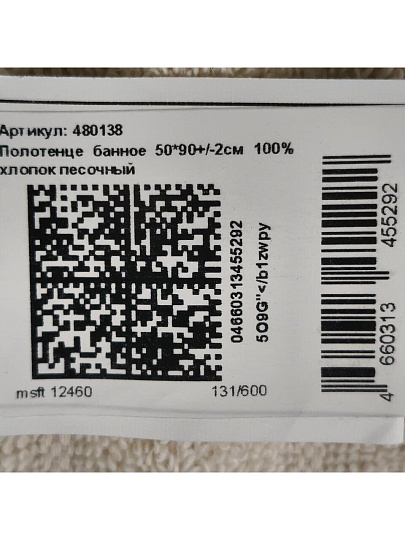 Артикул: 480138
Полотенце банное 50*90+/-2см 100%
хлопок песочный
04660313455292
5O9G"</b1zwpy
msft 12460
131/600
4 660313 455292